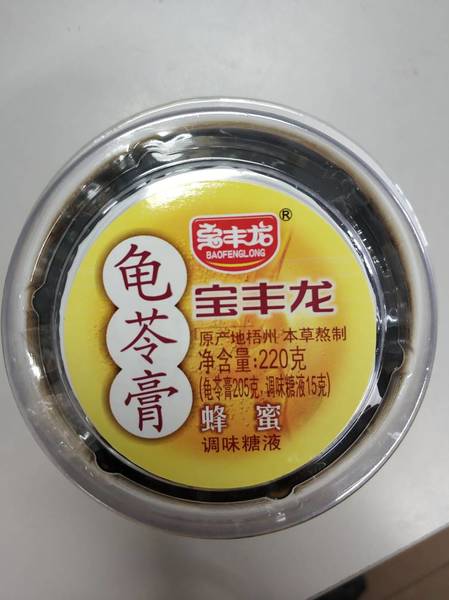 宝丰龙
®
BAOFENGLONG
龟苓膏
宝丰龙
原产地梧州 本草熬制
净含量:220克
(龟苓膏205克,调味糖液15克)
蜂蜜
调味糖液